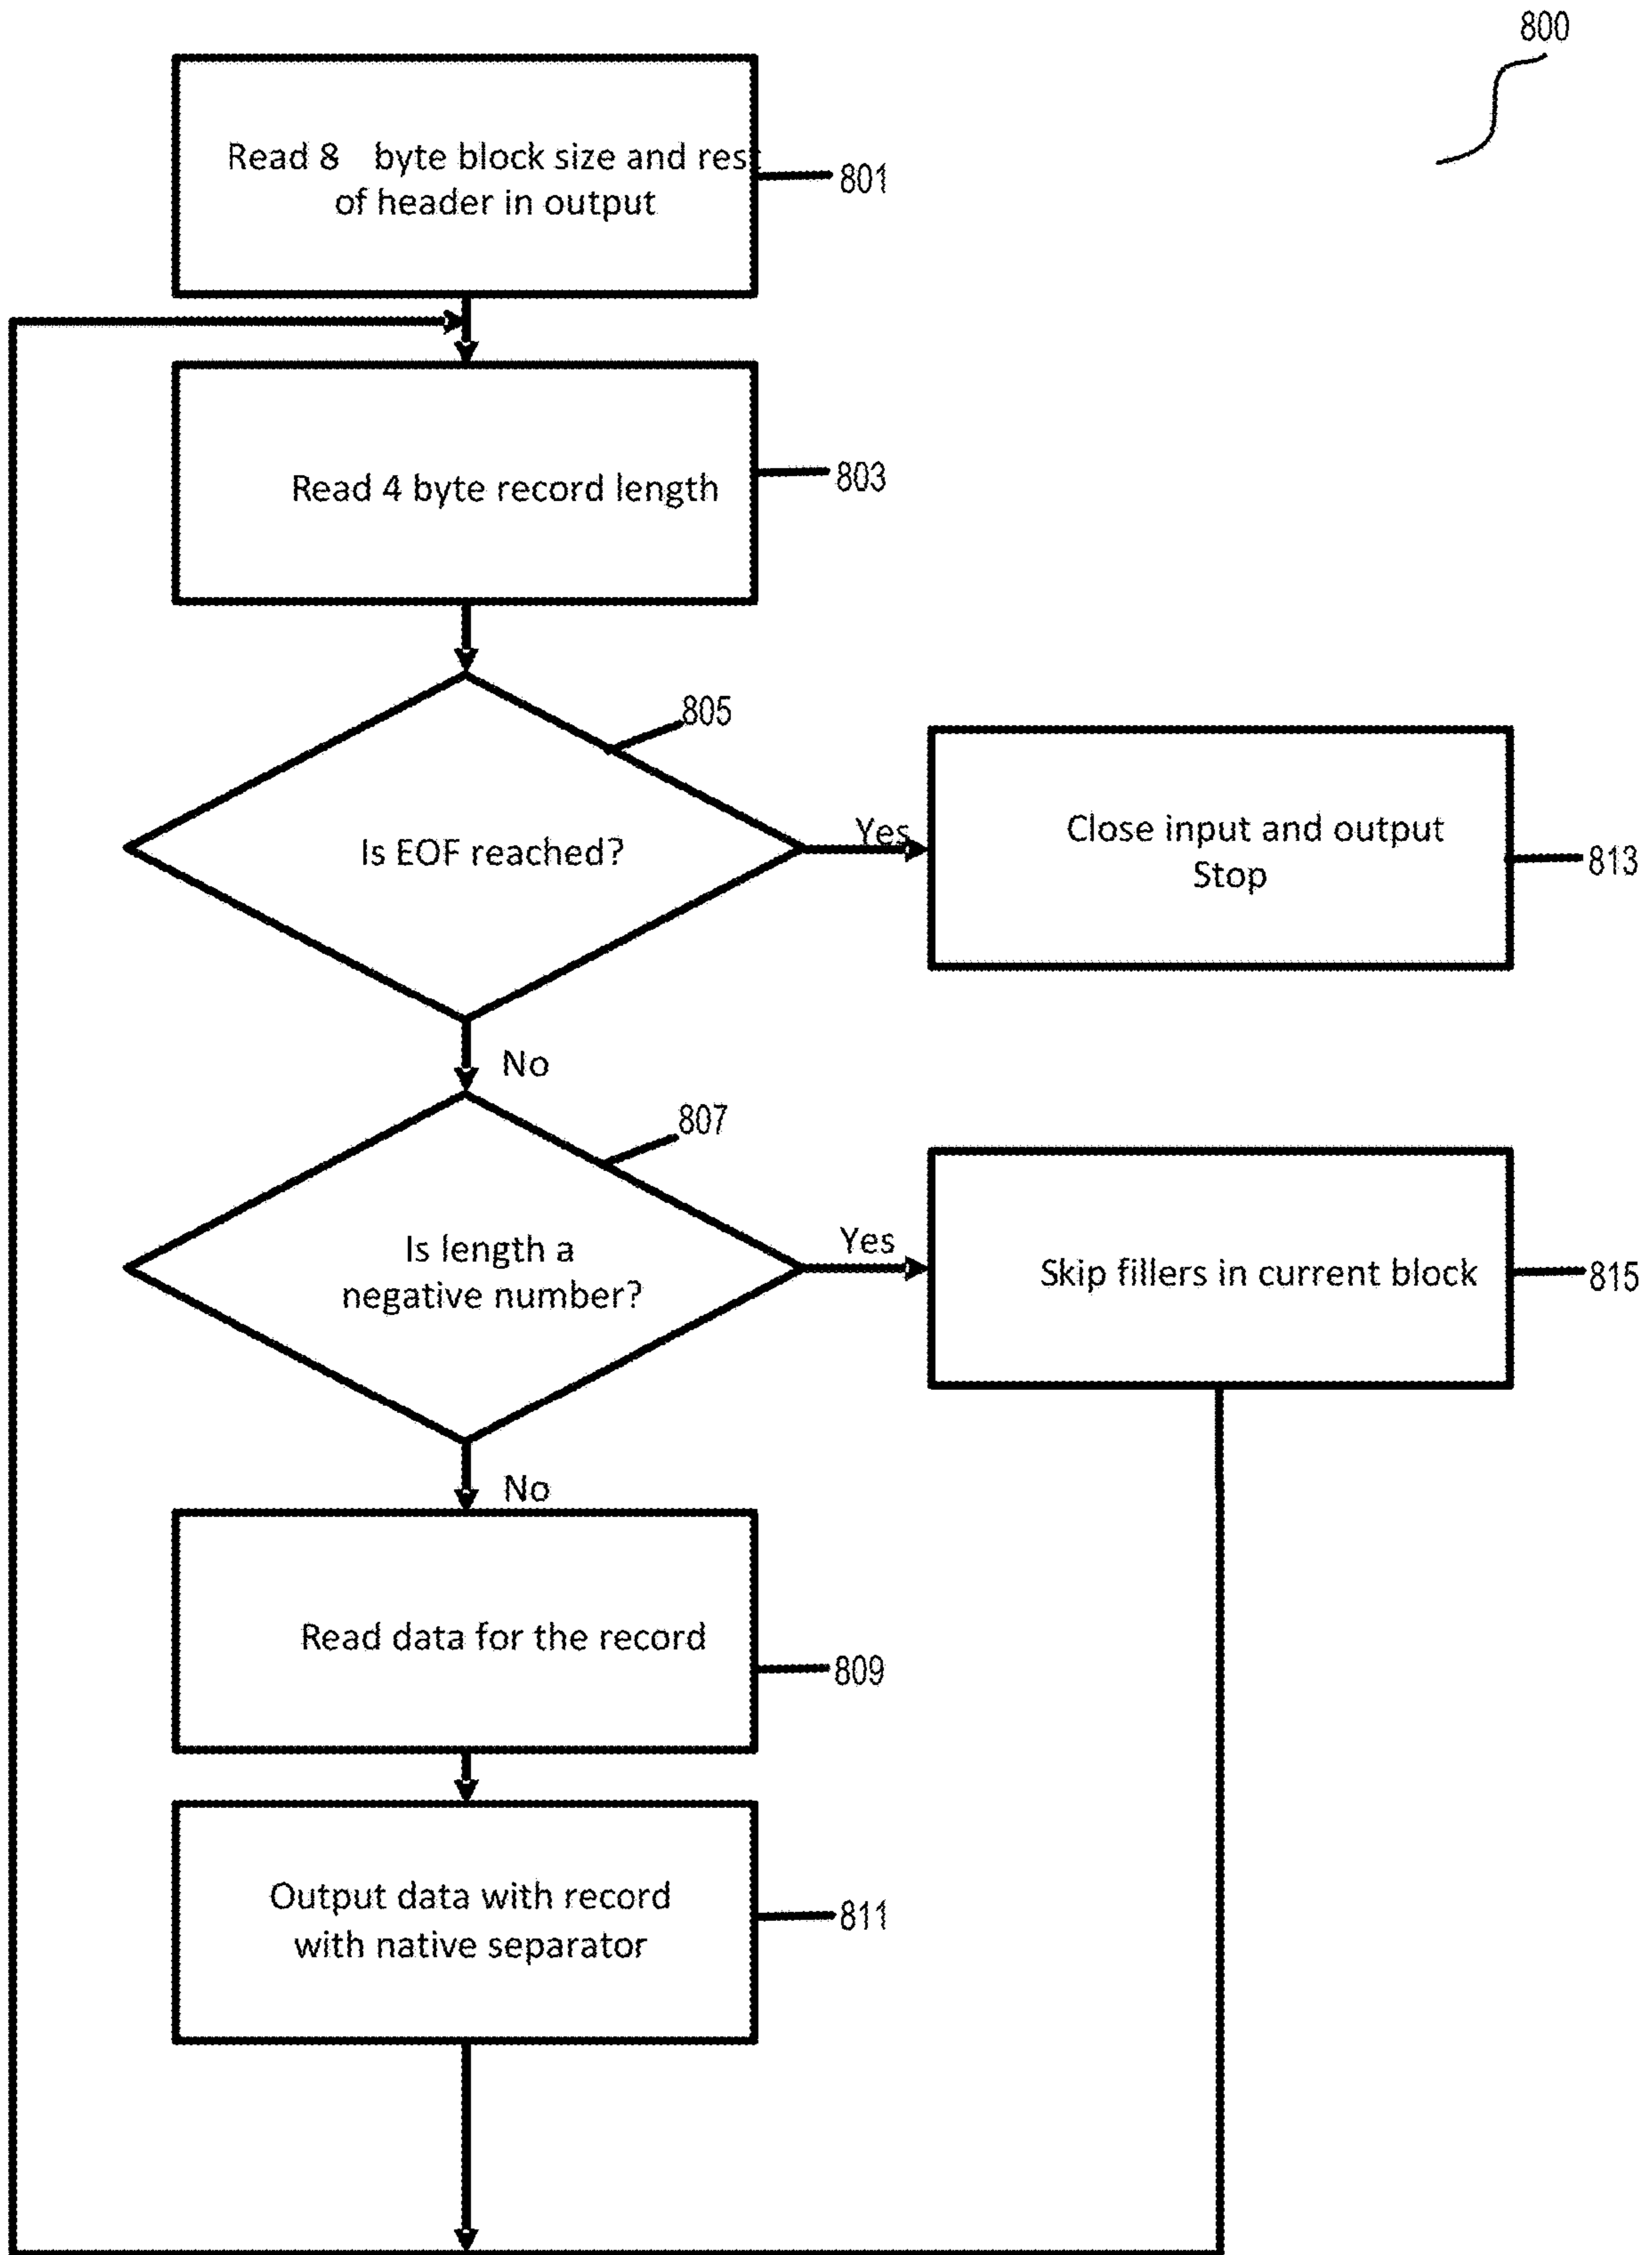 800
Read 8 byte block size and rest
of header in output
801
Read 4 byte record length
803
805
Is EOF reached?
Yes
Close input and output
Stop
813
No
807
Is length a
negative number?
Yes
Skip fillers in current block
815
No
Read data for the record
809
Output data with record
with native separator
811